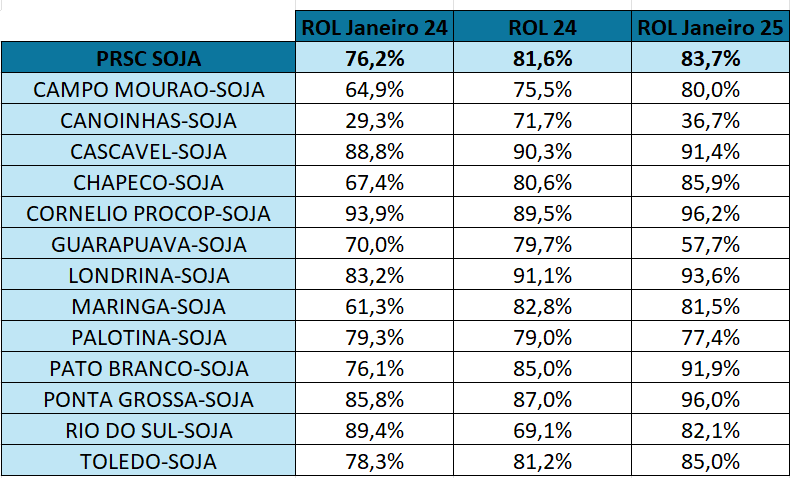 ROL Janeiro 24 ROL 24 ROL Janeiro 25
PRSC SOJA 76,2% 81,6% 83,7%
CAMPO MOURAO-SOJA 64,9% 75,5% 80,0%
CANOINHAS-SOJA 29,3% 71,7% 36,7%
CASCAVEL-SOJA 88,8% 90,3% 91,4%
CHAPECO-SOJA 67,4% 80,6% 85,9%
CORNELIO PROCOP-SOJA 93,9% 89,5% 96,2%
GUARAPUAVA-SOJA 70,0% 79,7% 57,7%
LONDRINA-SOJA 83,2% 91,1% 93,6%
MARINGA-SOJA 61,3% 82,8% 81,5%
PALOTINA-SOJA 79,3% 79,0% 77,4%
PATO BRANCO-SOJA 76,1% 85,0% 91,9%
PONTA GROSSA-SOJA 85,8% 87,0% 96,0%
RIO DO SUL-SOJA 89,4% 69,1% 82,1%
TOLEDO-SOJA 78,3% 81,2% 85,0%